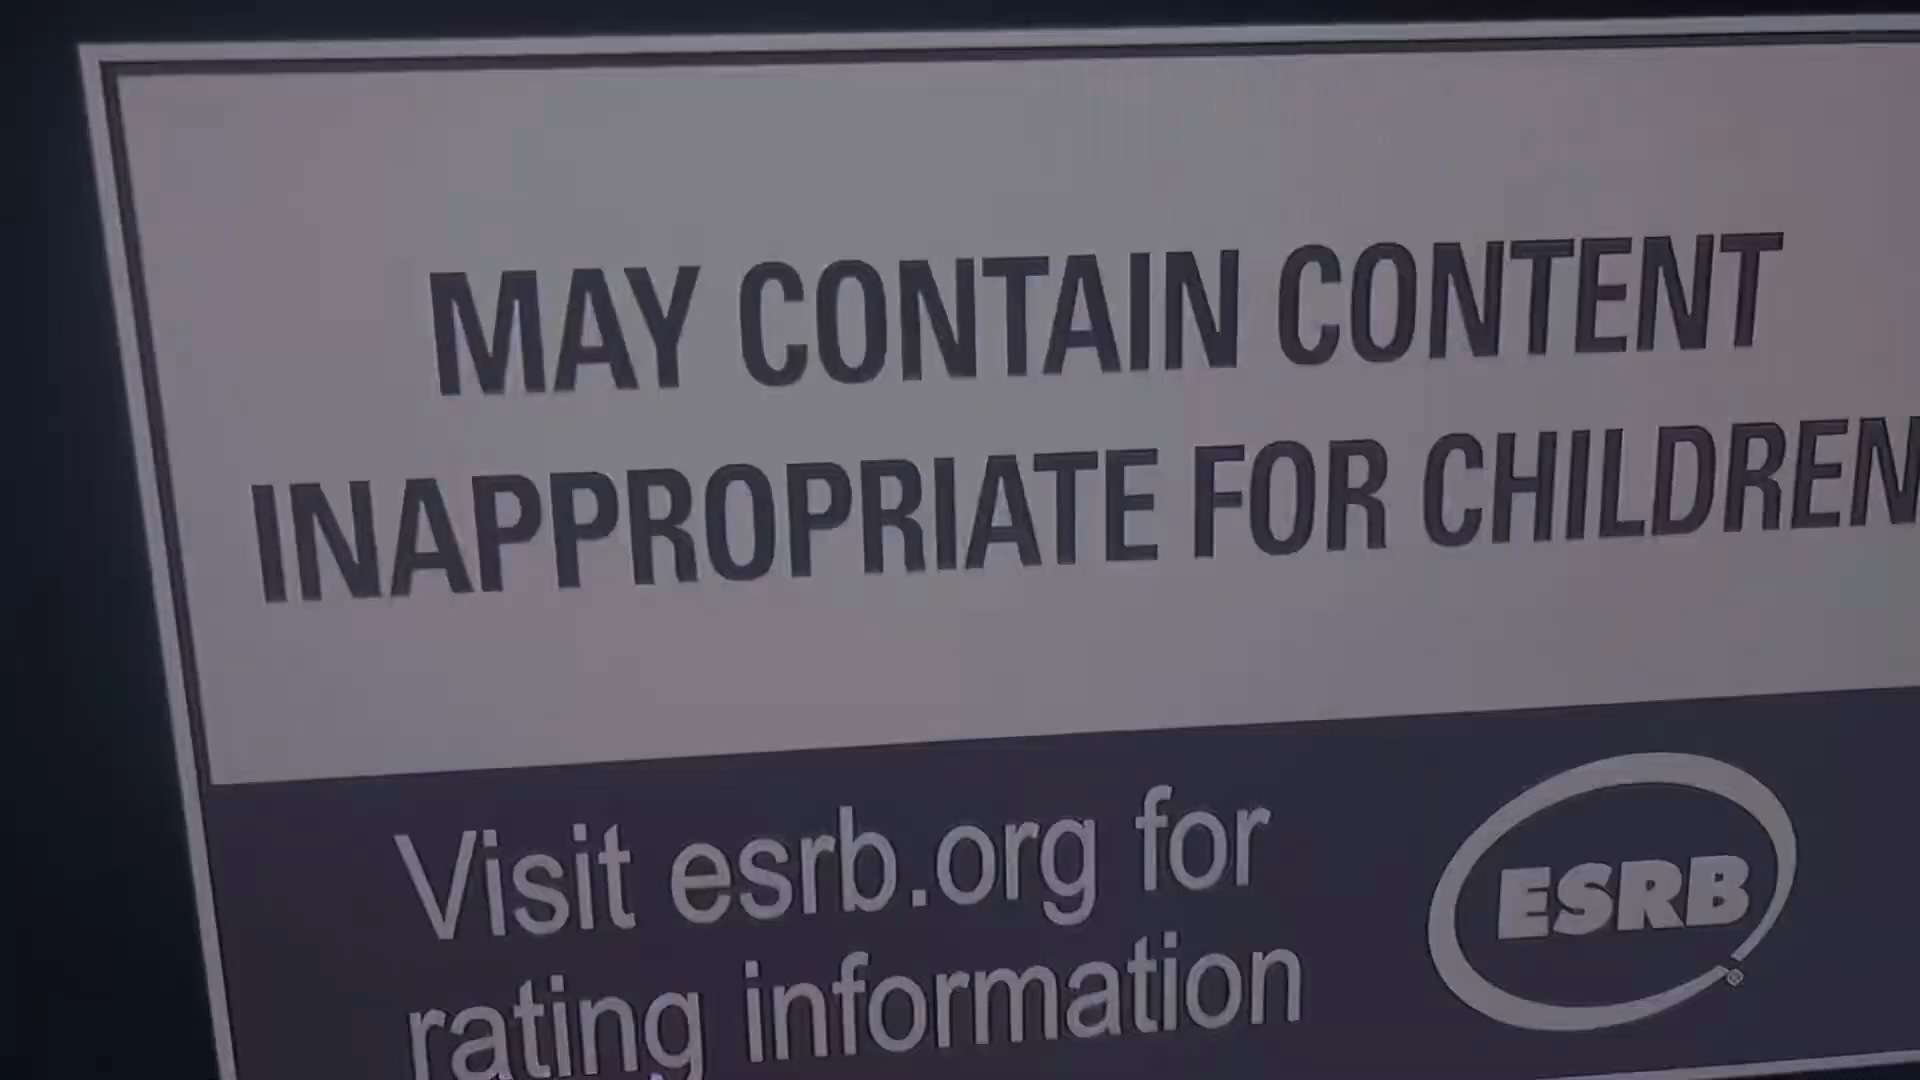 MAY CONTAIN CONTENT
INAPPROPRIATE FOR CHILDREN
Visit esrb.org for
rating information
ESRB
®